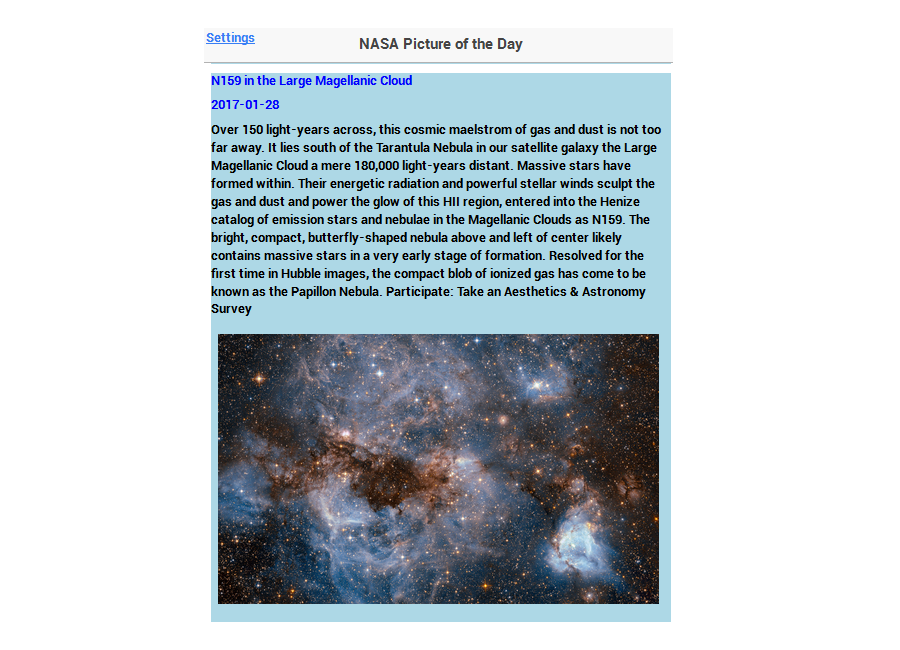 Settings
NASA Picture of the Day
N159 in the Large Magellanic Cloud
2017-01-28
Over 150 light-years across, this cosmic maelstrom of gas and dust is not too
far away. It lies south of the Tarantula Nebula in our satellite galaxy the Large
Magellanic Cloud a mere 180,000 light-years distant. Massive stars have
formed within. Their energetic radiation and powerful stellar winds sculpt the
gas and dust and power the glow of this HII region, entered into the Henize
catalog of emission stars and nebulae in the Magellanic Clouds as N159. The
bright, compact, butterfly-shaped nebula above and left of center likely
contains massive stars in a very early stage of formation. Resolved for the
first time in Hubble images, the compact blob of ionized gas has come to be
known as the Papillon Nebula. Participate: Take an Aesthetics & Astronomy
Survey